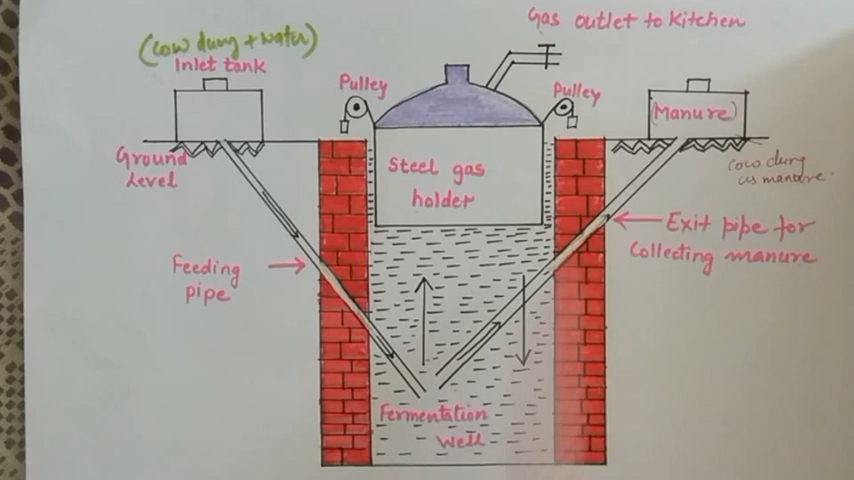 Gas outlet to kitchen
(Cow dung + water)
Inlet tank
Pulley
Pulley
(Manure)
Ground Level
Steel gas
holder
Cow dung
as manure.
Exit pipe for
Collecting manure
Feeding
pipe
Fermentation
Well